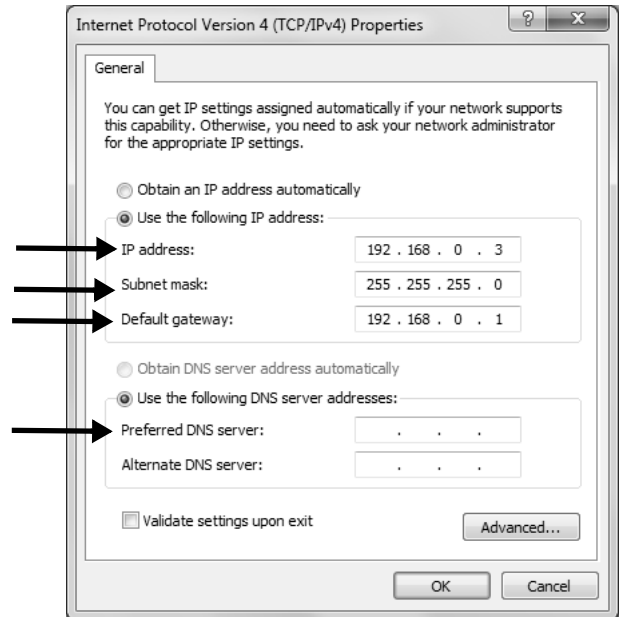 Internet Protocol Version 4 (TCP/IPv4) Properties
General
You can get IP settings assigned automatically if your network supports
this capability. Otherwise, you need to ask your network administrator
for the appropriate IP settings.
Obtain an IP address automatically
Use the following IP address:
IP address: 192 . 168 . 0 . 3
Subnet mask: 255 . 255 . 255 . 0
Default gateway: 192 . 168 . 0 . 1
Obtain DNS server address automatically
Use the following DNS server addresses:
Preferred DNS server: . . .
Alternate DNS server: . . .
Validate settings upon exit
Advanced...
OK Cancel